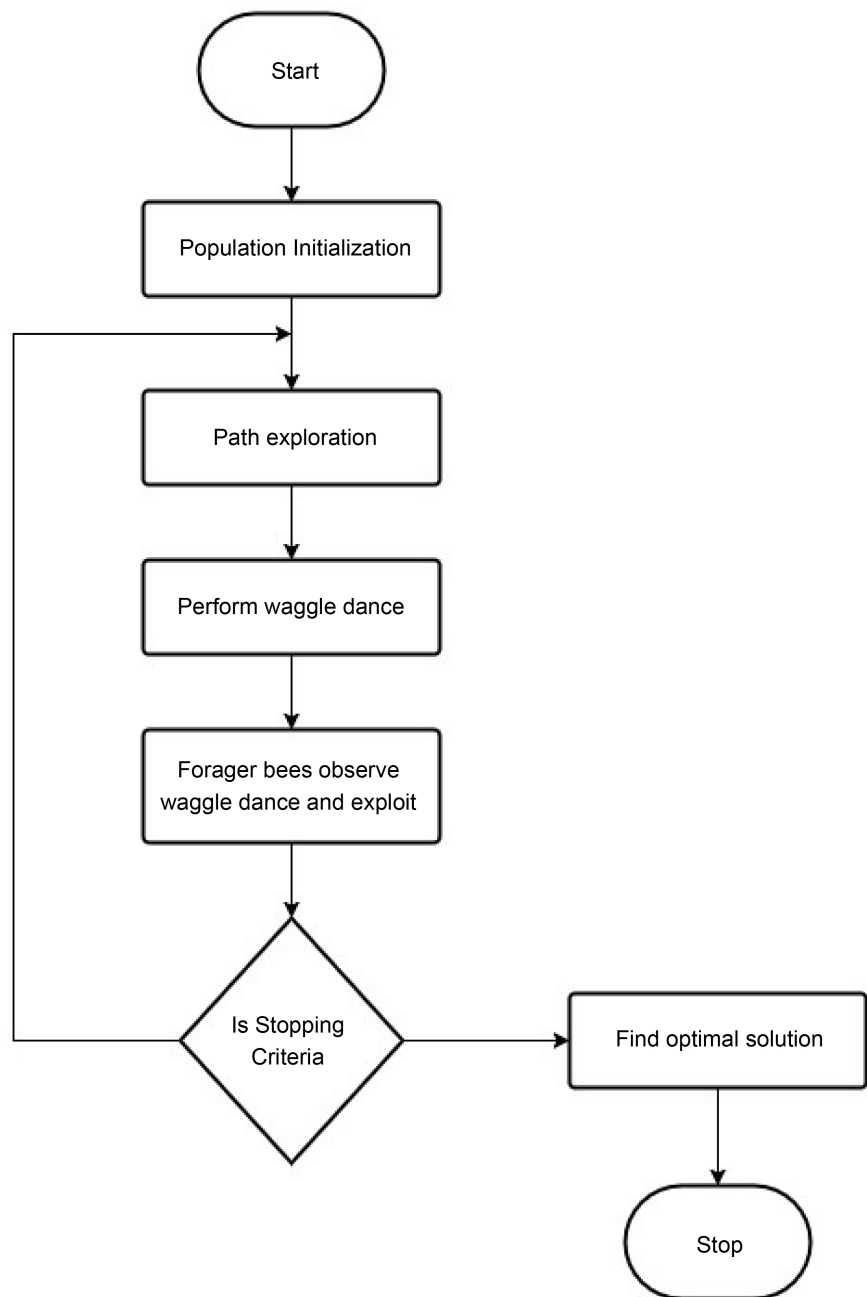 Start
Population Initialization
Path exploration
Perform waggle dance
Forager bees observe
waggle dance and exploit
Is Stopping
Criteria
Find optimal solution
Stop